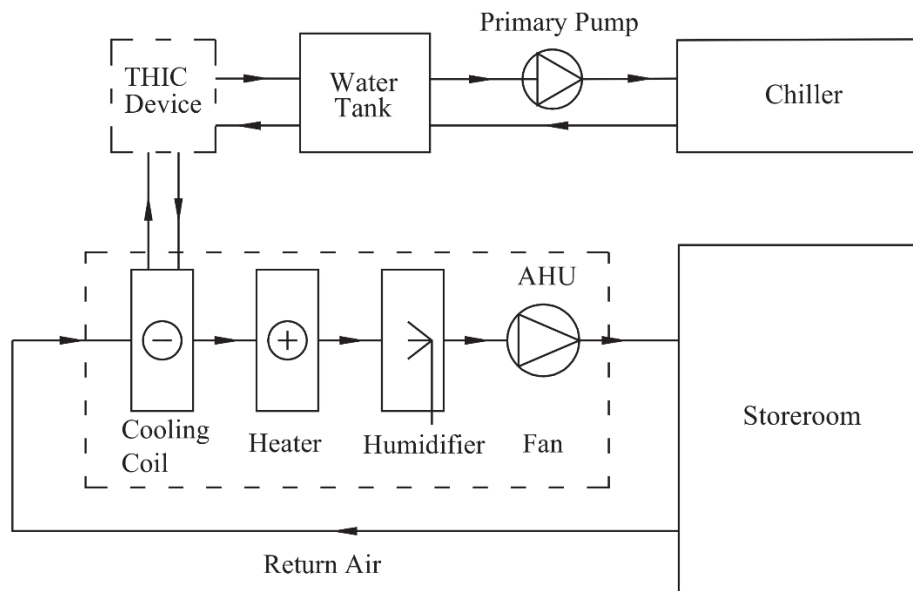 Primary Pump
THIC
Device
Water
Tank
Chiller
AHU
Storeroom
Cooling
Coil
Heater
Humidifier
Fan
Return Air